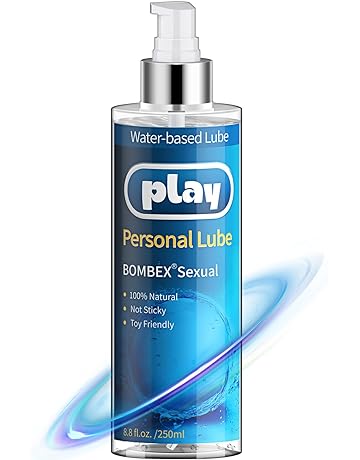 Water-based Lube
play
Personal Lube
BOMBEX®Sexual
• 100% Natural
• Not Sticky
• Toy Friendly
8.8 fl.oz. /250ml